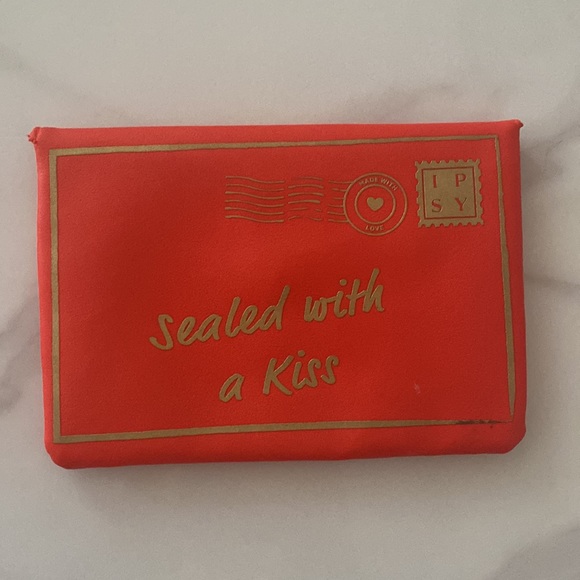 MADE WITH
LOVE
I P
S Y
sealed with
a Kiss